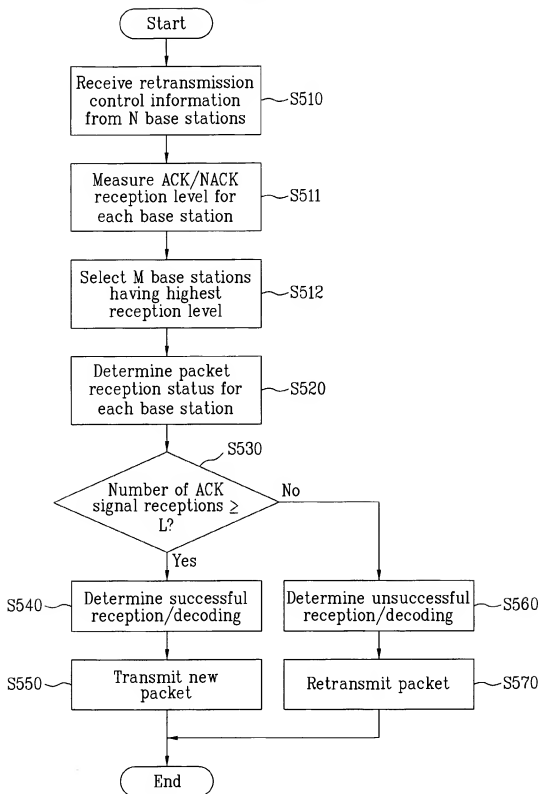 Start
Receive retransmission
control information
from N base stations
S510
Measure ACK/NACK
reception level for
each base station
S511
Select M base stations
having highest
reception level
S512
Determine packet
reception status for
each base station
S520
S530
Number of ACK
signal receptions ≥
L?
No
Yes
S540
Determine successful
reception/decoding
Determine unsuccessful
reception/decoding
S560
S550
Transmit new
packet
Retransmit packet
S570
End